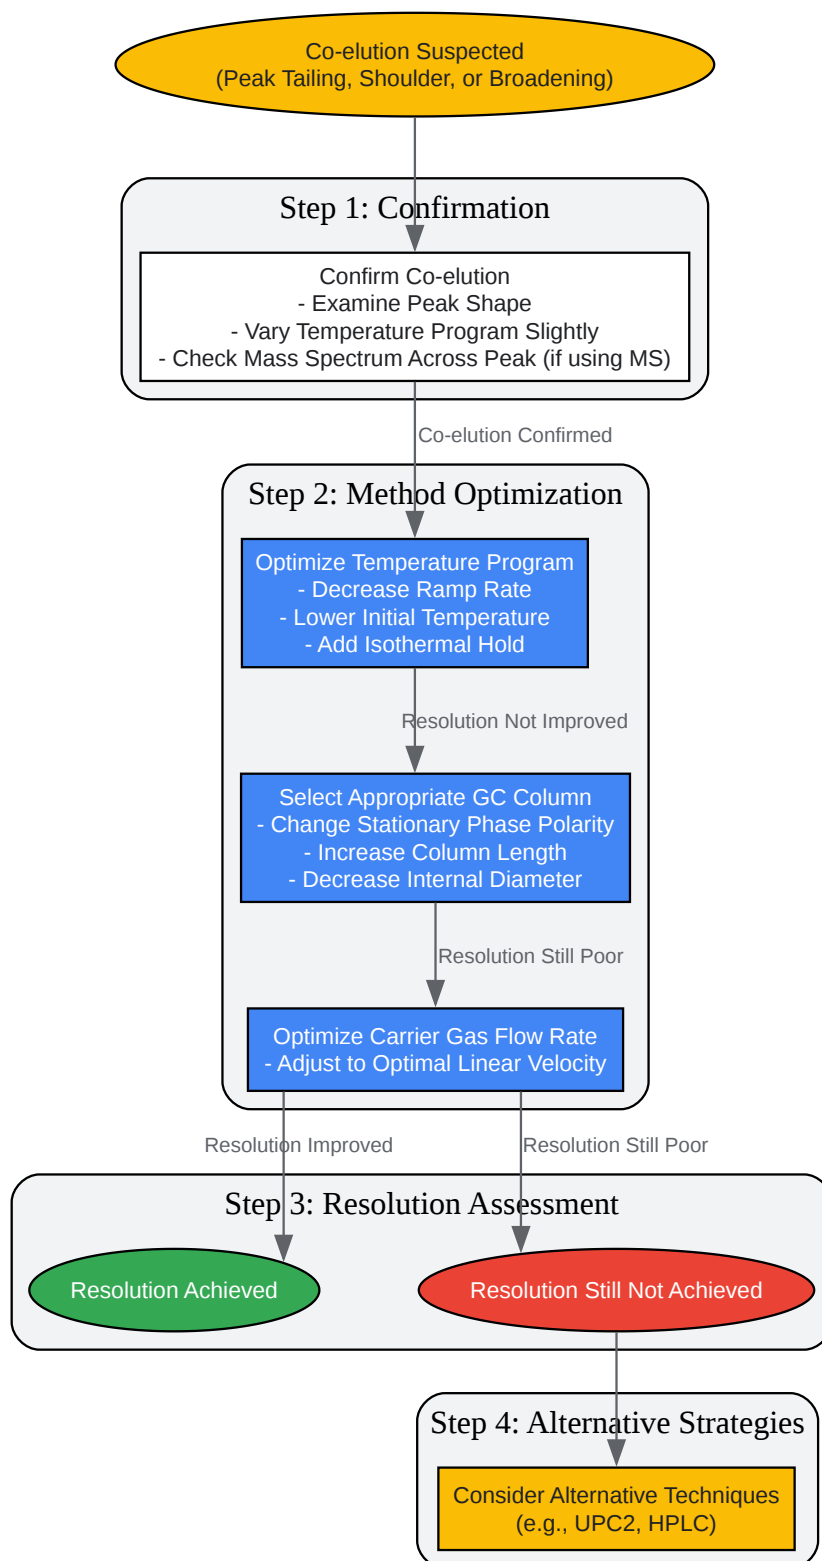 Co-elution Suspected
(Peak Tailing, Shoulder, or Broadening)
Step 1: Confirmation
Confirm Co-elution
- Examine Peak Shape
- Vary Temperature Program Slightly
- Check Mass Spectrum Across Peak (if using MS)
Co-elution Confirmed
Step 2: Method Optimization
Optimize Temperature Program
- Decrease Ramp Rate
- Lower Initial Temperature
- Add Isothermal Hold
Resolution Not Improved
Select Appropriate GC Column
- Change Stationary Phase Polarity
- Increase Column Length
- Decrease Internal Diameter
Resolution Still Poor
Optimize Carrier Gas Flow Rate
- Adjust to Optimal Linear Velocity
Resolution Improved
Resolution Still Poor
Step 3: Resolution Assessment
Resolution Achieved
Resolution Still Not Achieved
Step 4: Alternative Strategies
Consider Alternative Techniques
(e.g., UPC2, HPLC)